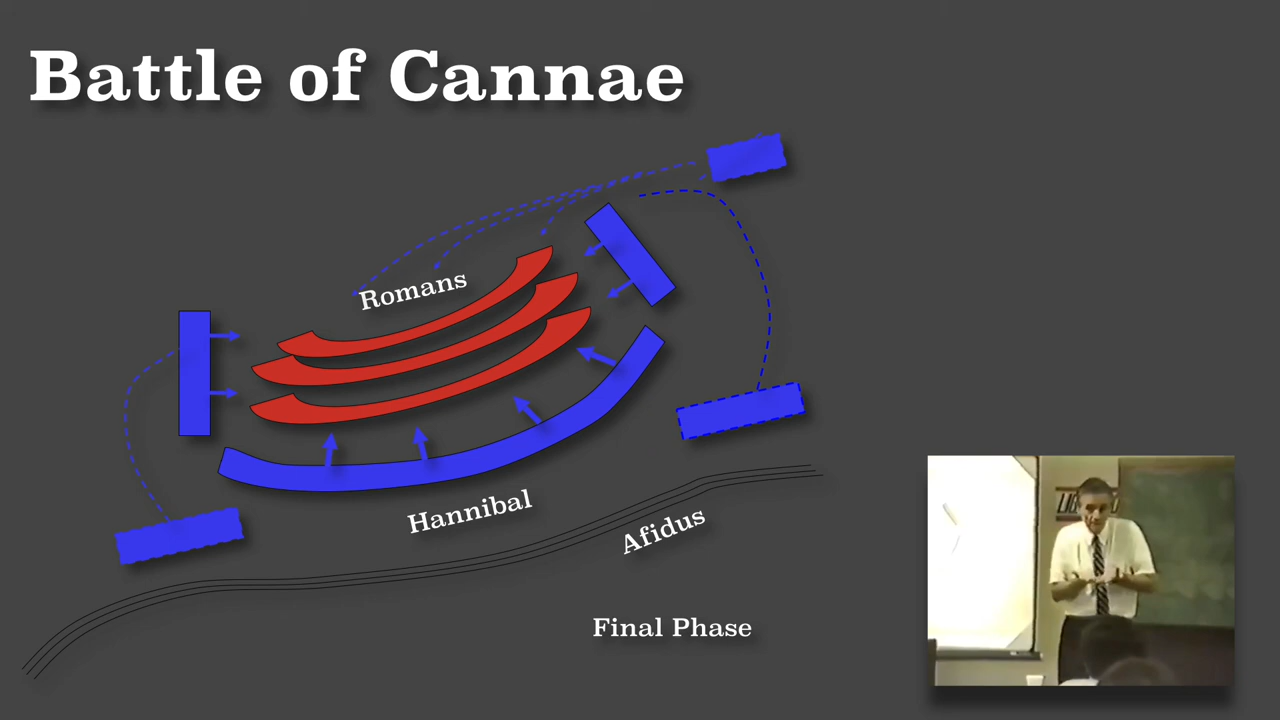 Battle of Cannae
Romans
Hannibal
Afidus
Final Phase